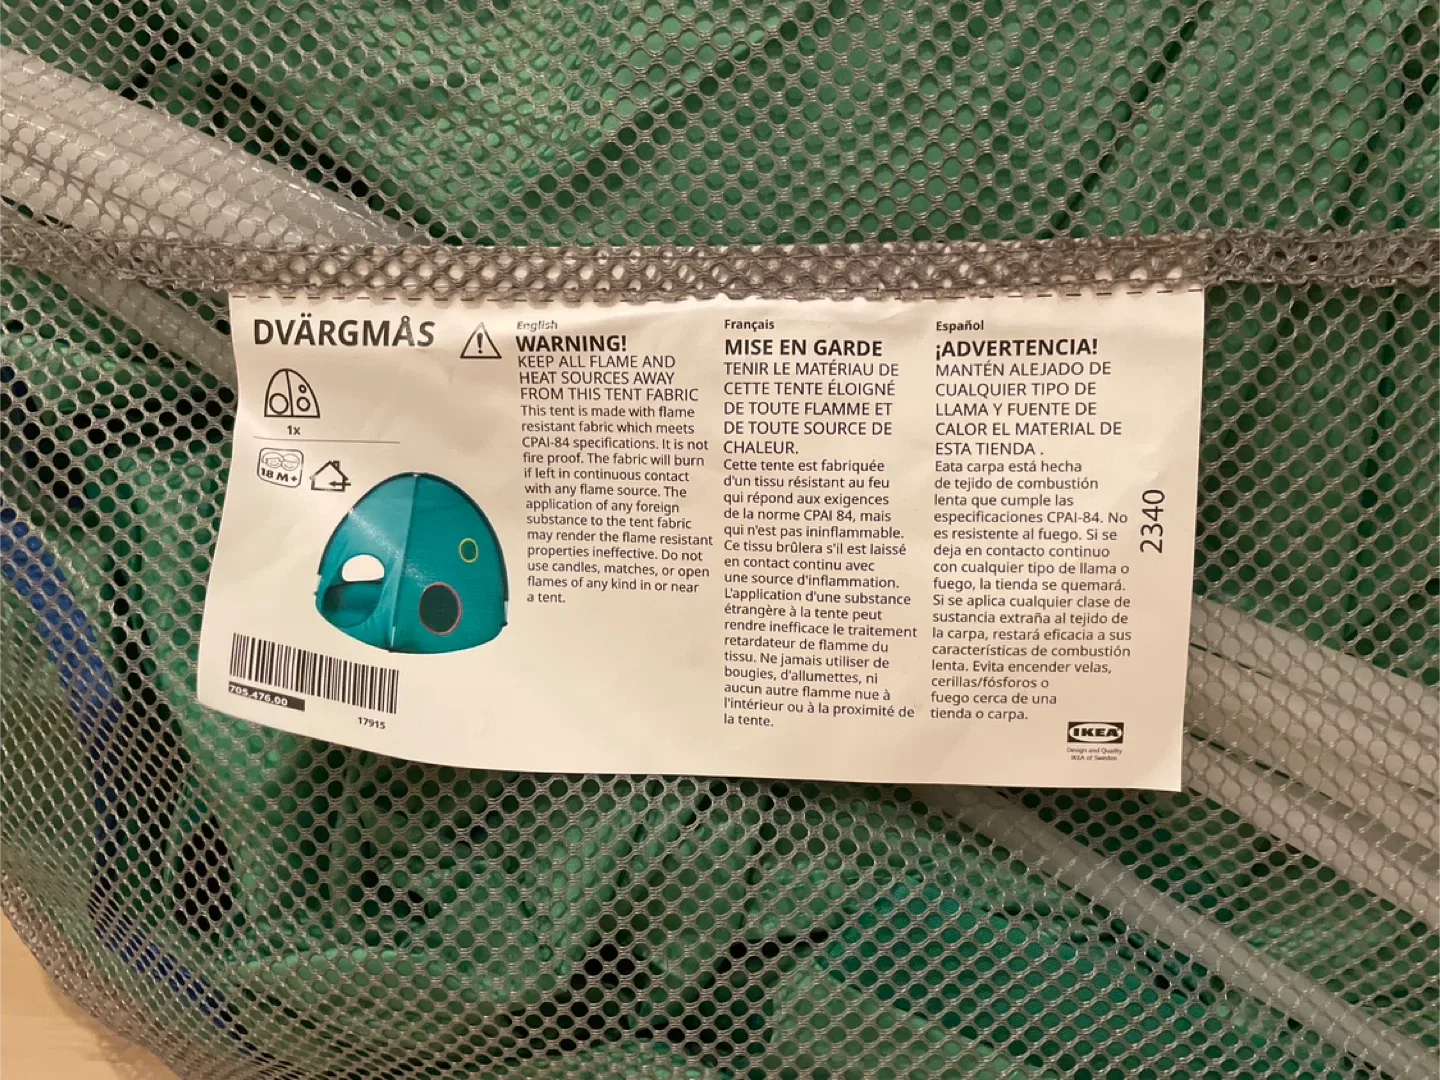 DVÄRGMÅS
1x
18 M+
705.476.00
17915
English
WARNING!
KEEP ALL FLAME AND
HEAT SOURCES AWAY
FROM THIS TENT FABRIC
This tent is made with flame
resistant fabric which meets
CPAI-84 specifications. It is not
fire proof. The fabric will burn
if left in continuous contact
with any flame source. The
application of any foreign
substance to the tent fabric
may render the flame resistant
properties ineffective. Do not
use candles, matches, or open
flames of any kind in or near
a tent.
Français
MISE EN GARDE
TENIR LE MATÉRIAU DE
CETTE TENTE ÉLOIGNÉ
DE TOUTE FLAMME ET
DE TOUTE SOURCE DE
CHALEUR.
Cette tente est fabriquée
d'un tissu résistant au feu
qui répond aux exigences
de la norme CPAI 84, mais
qui n'est pas ininflammable.
Ce tissu brûlera s'il est laissé
en contact continu avec
une source d'inflammation.
L'application d'une substance
étrangère à la tente peut
rendre inefficace le traitement
retardateur de flamme du
tissu. Ne jamais utiliser de
bougies, d'allumettes, ni
aucun autre flamme nue à
l'intérieur ou à la proximité de
la tente.
Español
¡ADVERTENCIA!
MANTÉN ALEJADO DE
CUALQUIER TIPO DE
LLAMA Y FUENTE DE
CALOR EL MATERIAL DE
ESTA TIENDA .
Eata carpa está hecha
de tejido de combustión
lenta que cumple las
especificaciones CPAI-84. No
es resistente al fuego. Si se
deja en contacto continuo
con cualquier tipo de llama o
fuego, la tienda se quemará.
Si se aplica cualquier clase de
sustancia extraña al tejido de
la carpa, restará eficacia a sus
características de combustión
lenta. Evita encender velas,
cerillas/fósforos o
fuego cerca de una
tienda o carpa.
2340
IKEA
Design and Quality
IKEA of Sweden